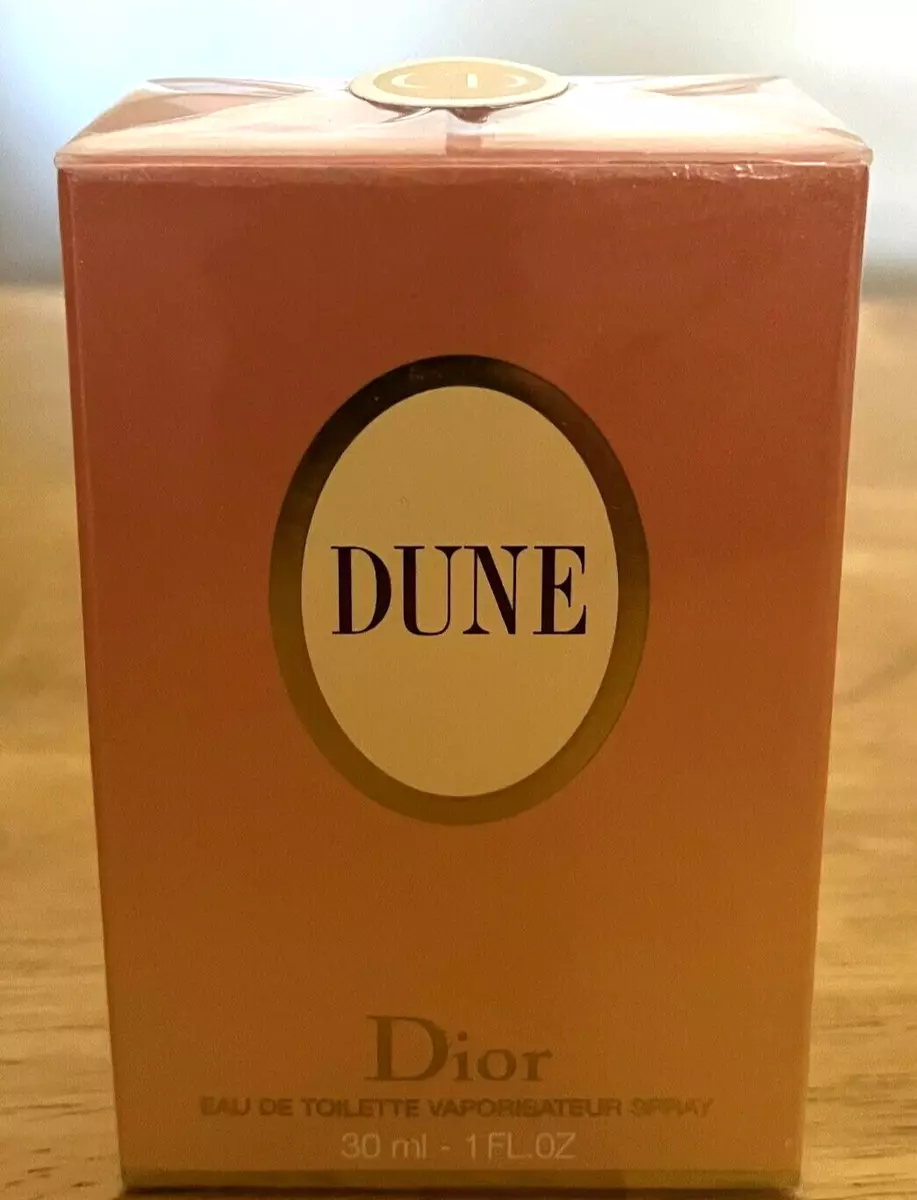 DUNE
Dior
EAU DE TOILETTE VAPORISATEUR SPRAY
30 ml - 1 FL.OZ